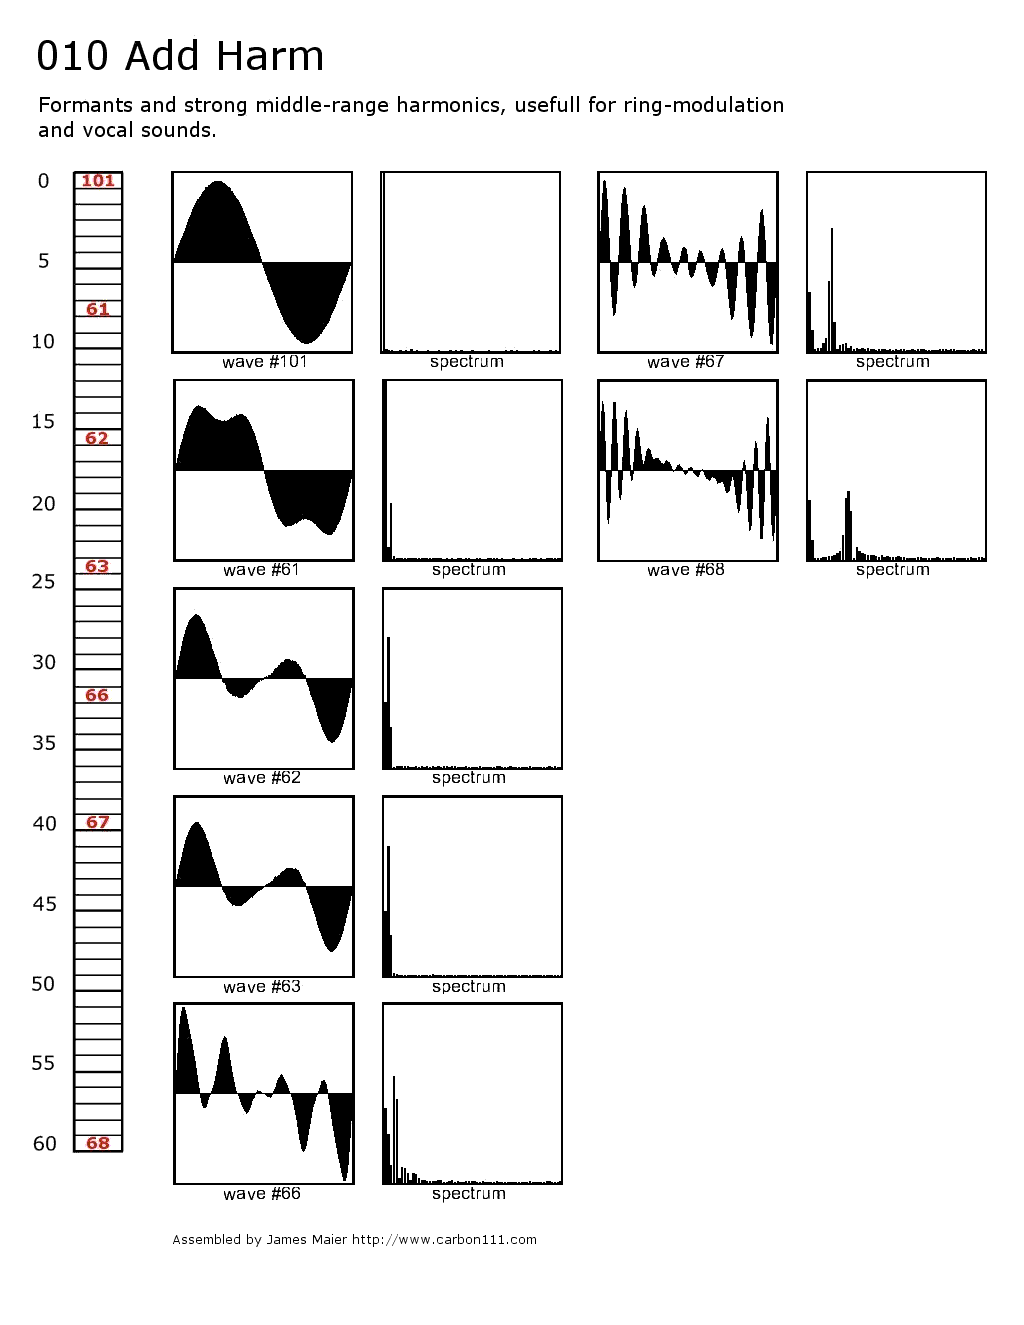 010 Add Harm
Formants and strong middle-range harmonics, usefull for ring-modulation
and vocal sounds.
0
5
10
15
20
25
30
35
40
45
50
55
60
101
61
62
63
66
67
68
wave #101
spectrum
wave #67
spectrum
wave #61
spectrum
wave #68
spectrum
wave #62
spectrum
wave #63
spectrum
wave #66
spectrum
Assembled by James Maier http://www.carbon111.com